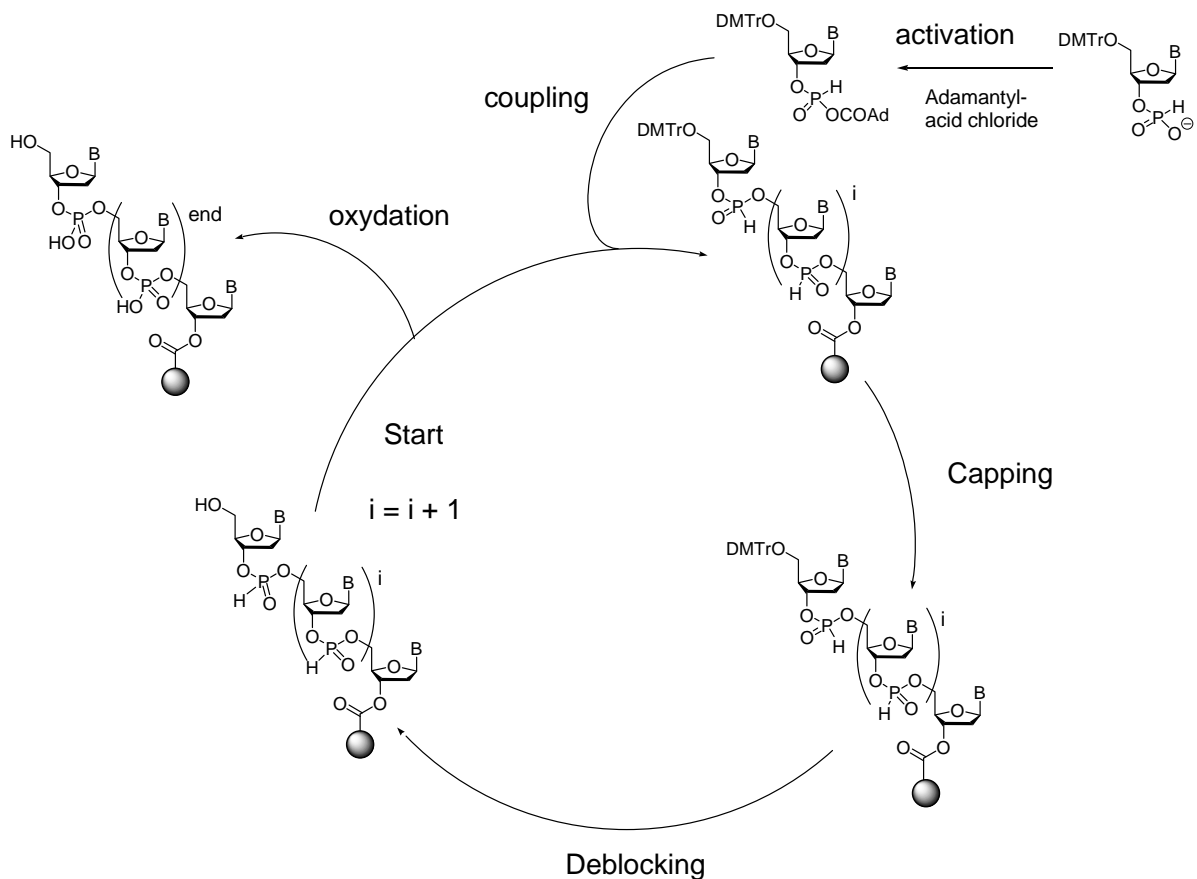 DMTrO
B
O
O
H
P
O
OCOAd
activation
Adamantyl-
acid chloride
DMTrO
B
O
O
H
P
O
O
⊖
coupling
DMTrO
B
O
O
O
P
O
H
i
B
O
O
O
P
H
O
B
O
O
O
HO
B
O
O
O
P
HO
O
end
B
O
O
O
P
HO
O
B
O
O
O
oxydation
Start
i = i + 1
Capping
HO
B
O
O
O
P
H
O
i
B
O
O
O
P
H
O
B
O
O
O
DMTrO
B
O
O
O
P
O
H
i
B
O
O
O
P
H
O
B
O
O
O
Deblocking